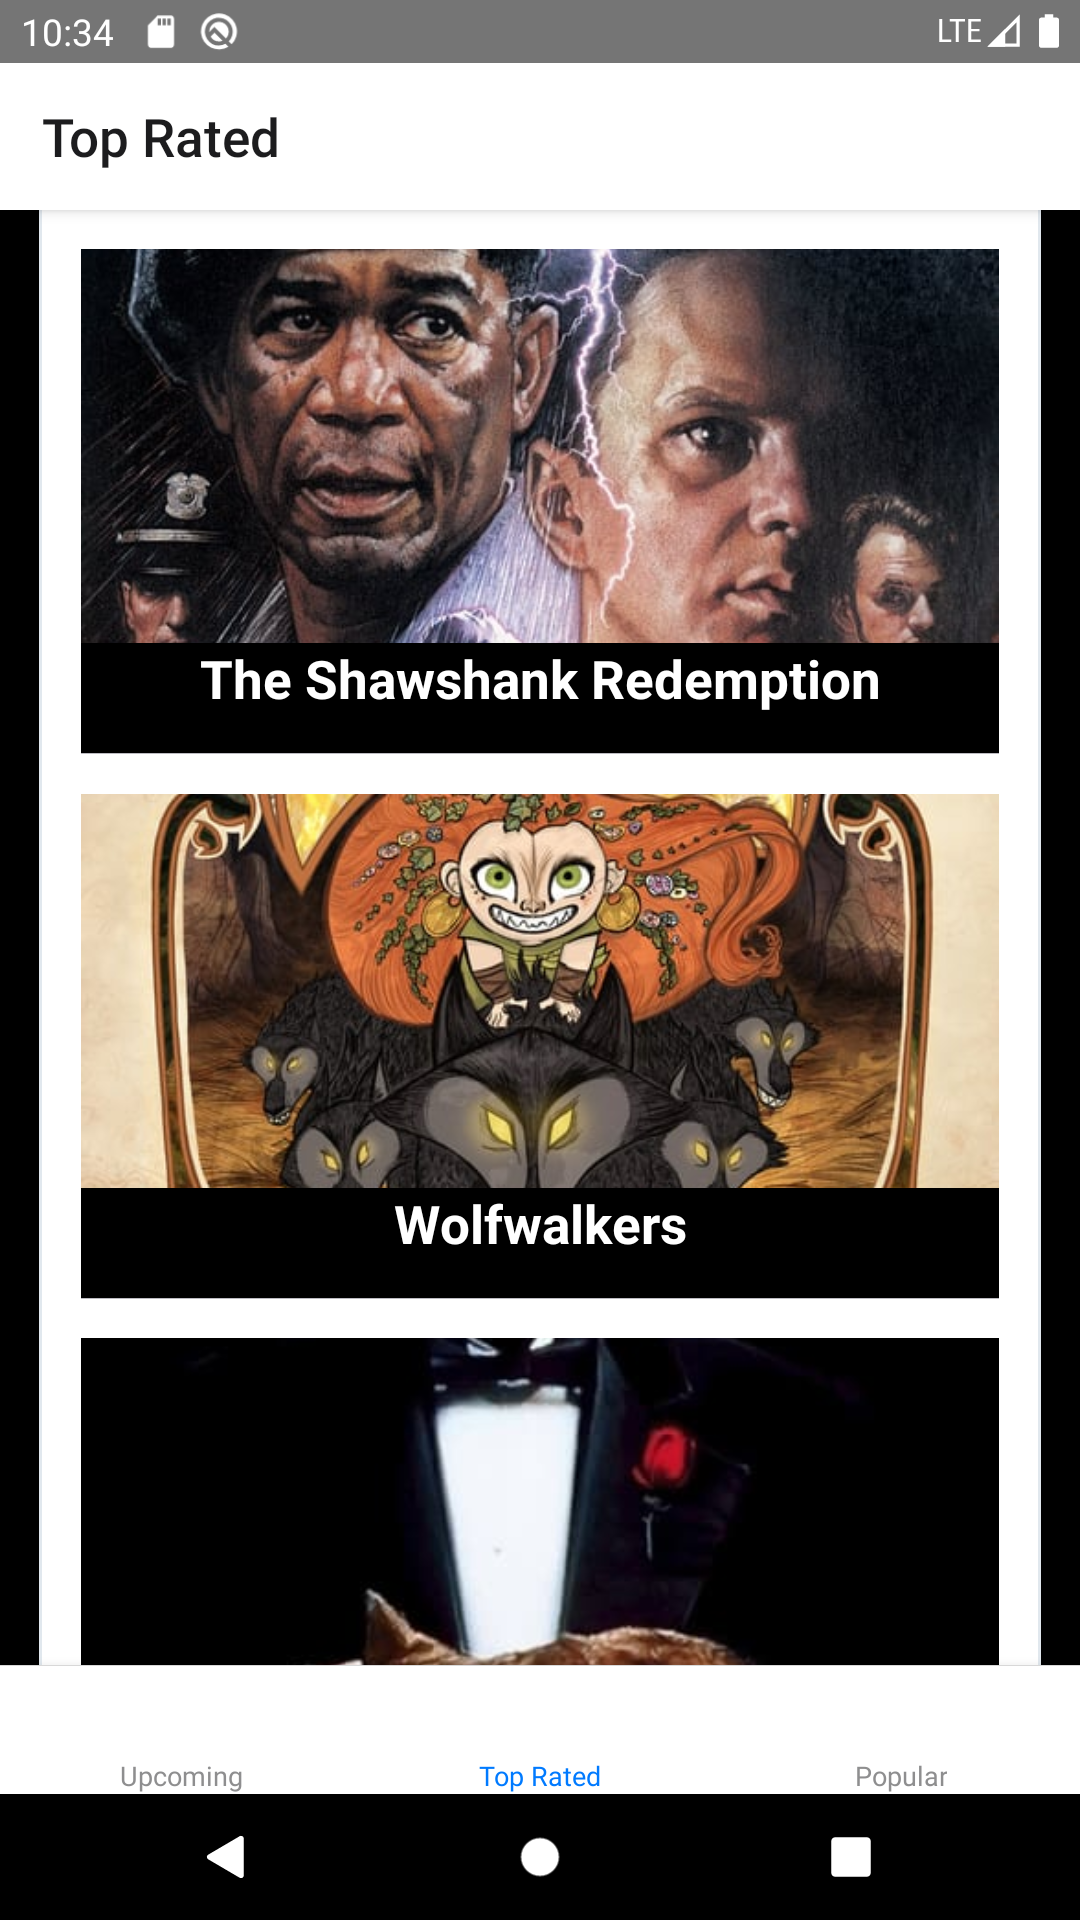 10:34
LTE
Top Rated
The Shawshank Redemption
Wolfwalkers
Upcoming
Top Rated
Popular